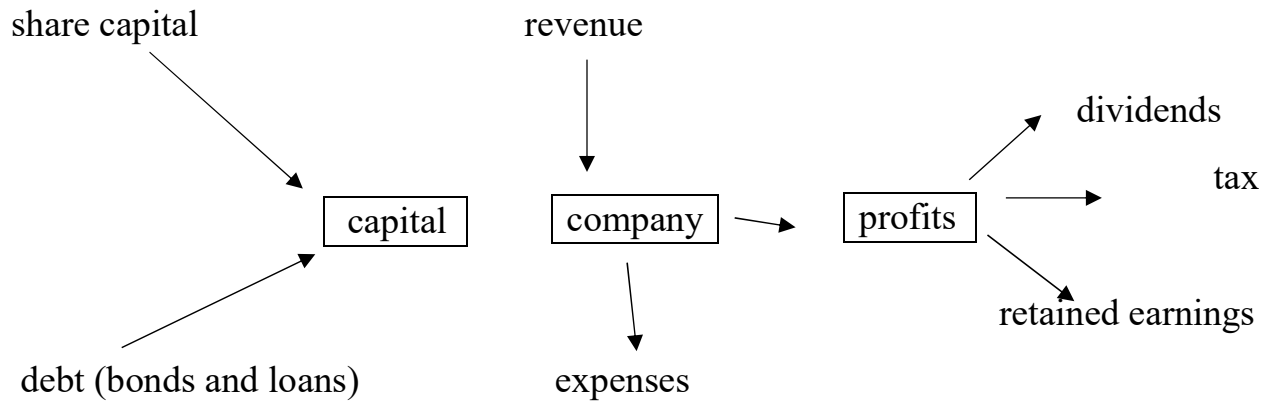 share capital
revenue
dividends
tax
capital
company
profits
retained earnings
debt (bonds and loans)
expenses